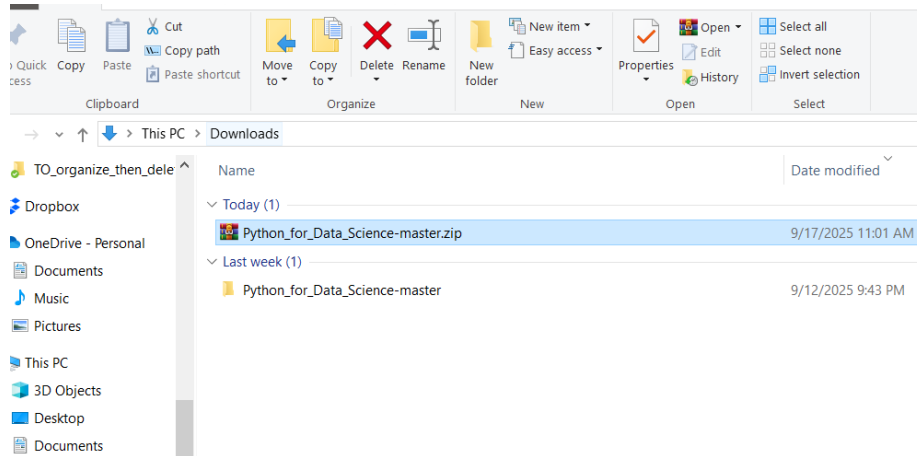 Cut
Copy path
Paste shortcut
Quick
cess
Copy
Paste
Clipboard
Move
to
Copy
to
Delete
Rename
Organize
New
folder
New item
Easy access
New
Properties
Open
Edit
History
Open
Select all
Select none
Invert selection
Select
This PC > Downloads
TO_organize_then_dele
Dropbox
OneDrive - Personal
Documents
Music
Pictures
This PC
3D Objects
Desktop
Documents
Name Date modified
Today (1)
Python_for_Data_Science-master.zip 9/17/2025 11:01 AM
Last week (1)
Python_for_Data_Science-master 9/12/2025 9:43 PM